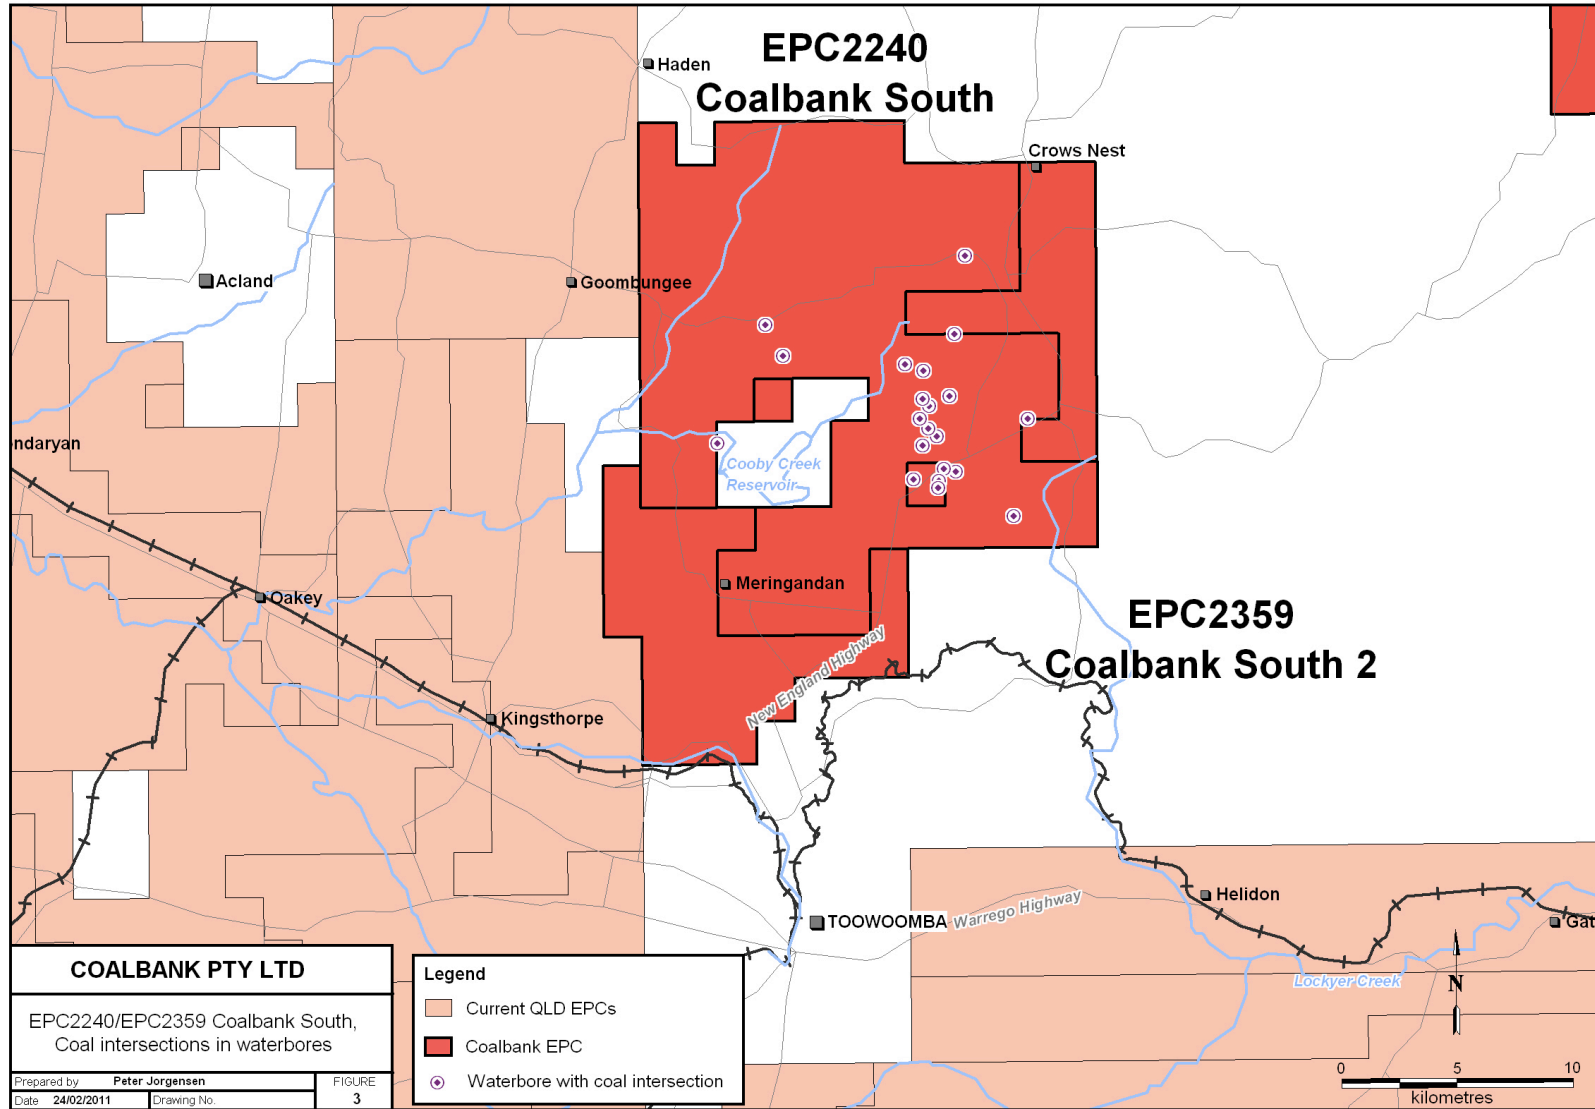 EPC2240
Coalbank South
Haden
Crows Nest
Acland
Goombungee
ndaryan
Cooby Creek
Reservoir
Meringandan
Oakey
EPC2359
Coalbank South 2
New England Highway
Kingsthorpe
Helidon
TOOWOOMBA
Warrego Highway
Gat
Lockyer Creek
N
0 5 10
kilometres
COALBANK PTY LTD
EPC2240/EPC2359 Coalbank South,
Coal intersections in waterbores
Prepared by Peter Jorgensen
FIGURE
3
Date 24/02/2011 Drawing No.
Legend
Current QLD EPCs
Coalbank EPC
Waterbore with coal intersection